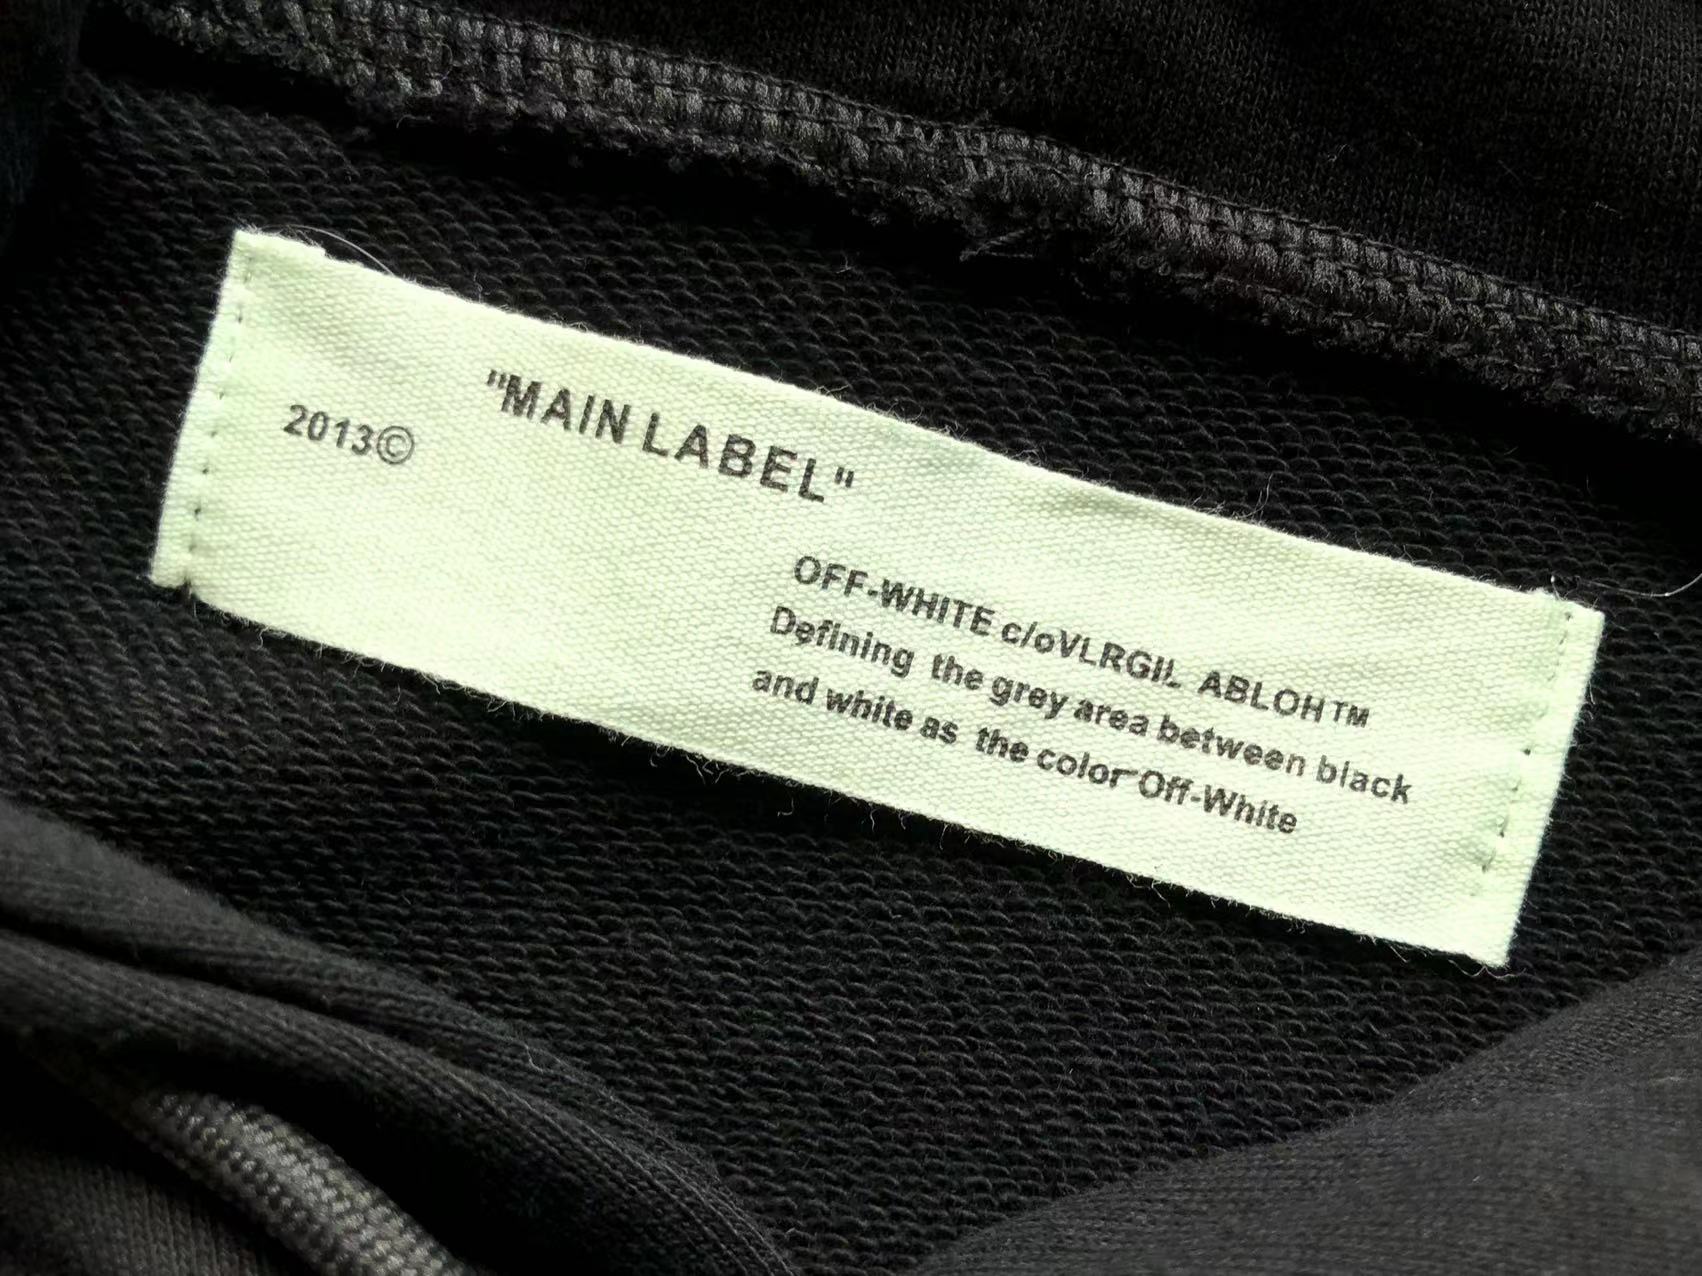 "MAIN LABEL"
2013©
OFF-WHITE c/oVLRGIL ABLOH™
Defining the grey area between black
and white as the color Off-White